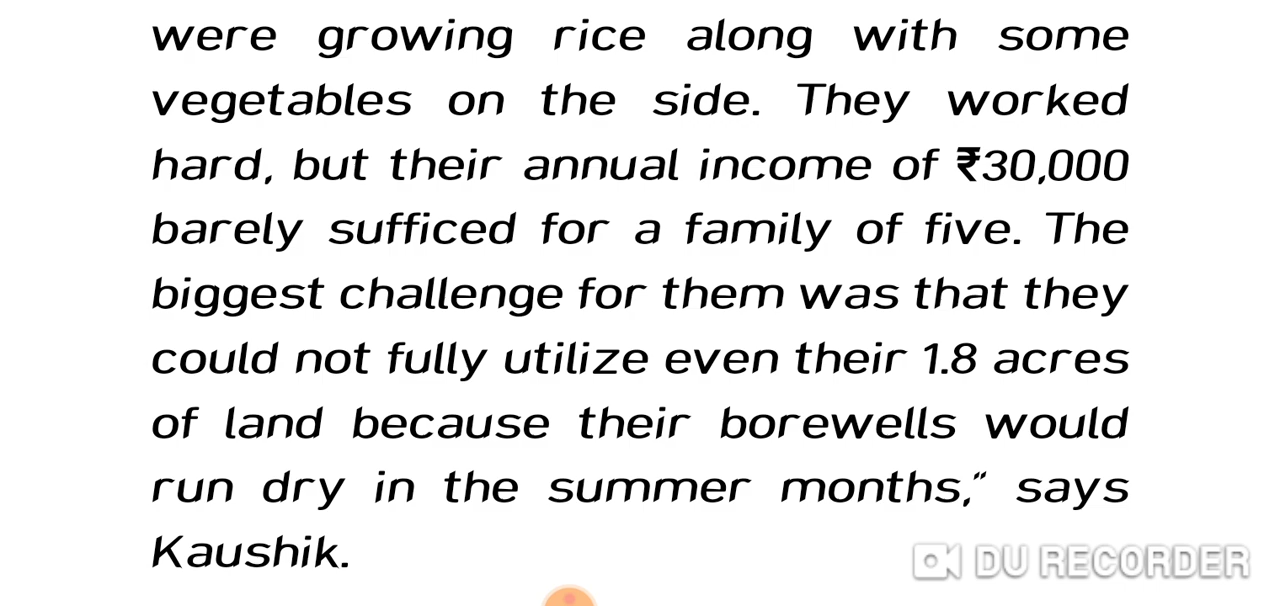 were growing rice along with some
vegetables on the side. They worked
hard, but their annual income of ₹30,000
barely sufficed for a family of five. The
biggest challenge for them was that they
could not fully utilize even their 1.8 acres
of land because their borewells would
run dry in the summer months,” says
Kaushik.
DU RECORDER